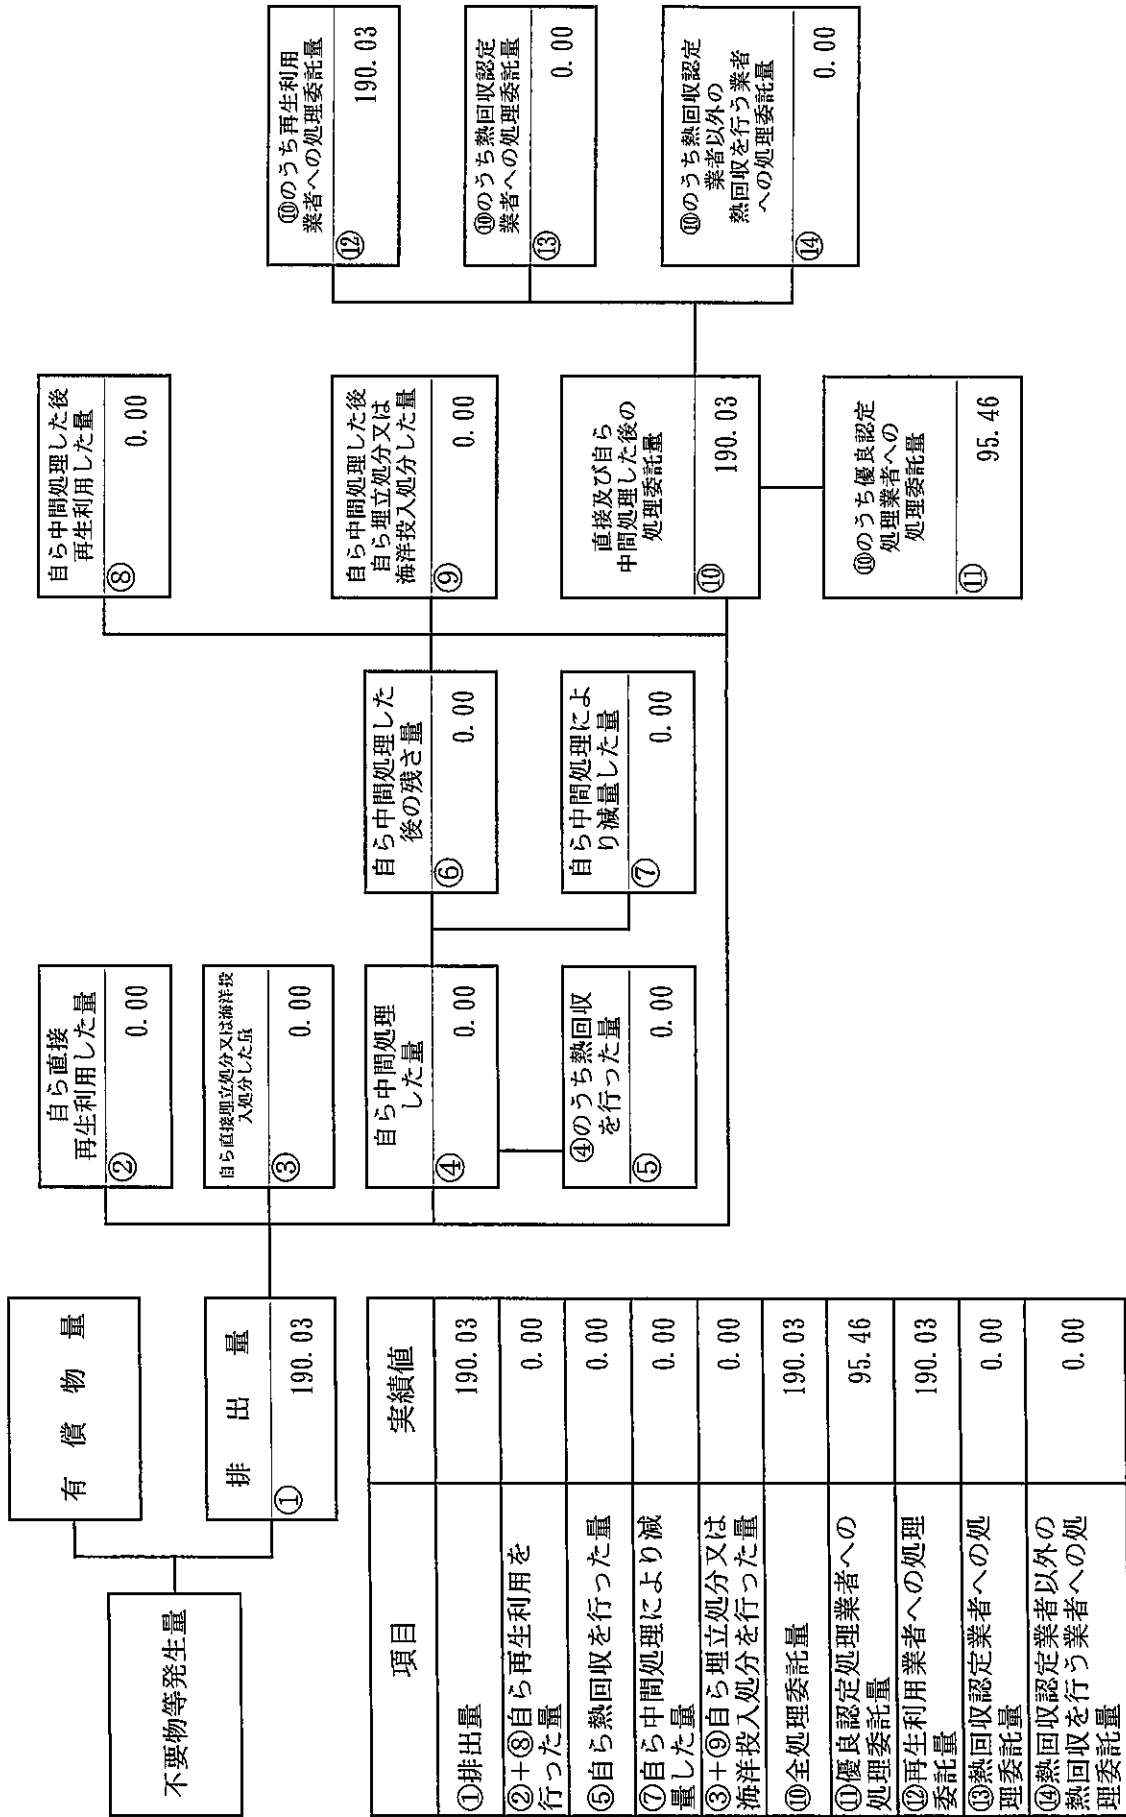 不要物等発生量
有償物量
排出量
① 190.03
自ら直接
再生利用した量
② 0.00
自ら直接埋立処分又は海洋投
入処分した量
③ 0.00
自ら中間処理
した量
④ 0.00
④のうち熱回収
を行った量
⑤ 0.00
自ら中間処理した
後の残さ量
⑥ 0.00
自ら中間処理によ
り減量した量
⑦ 0.00
自ら中間処理した後
再生利用した量
⑧ 0.00
自ら中間処理した後
自ら埋立処分又は
海洋投入処分した量
⑨ 0.00
直接及び自ら
中間処理した後の
処理委託量
⑩ 190.03
⑩のうち優良認定
処理業者への
処理委託量
⑪ 95.46
⑩のうち再生利用
業者への処理委託量
⑫ 190.03
⑩のうち熱回収認定
業者への処理委託量
⑬ 0.00
⑩のうち熱回収認定
業者以外の
熱回収を行う業者
への処理委託量
⑭ 0.00
項目 実績値
①排出量 190.03
②+⑧自ら再生利用を
行った量 0.00
⑤自ら熱回収を行った量 0.00
⑦自ら中間処理により減
量した量 0.00
③+⑨自ら埋立処分又は
海洋投入処分を行った量 0.00
⑩全処理委託量 190.03
⑪優良認定処理業者への
処理委託量 95.46
⑫再生利用業者への処理
委託量 190.03
⑬熱回収認定業者への処
理委託量 0.00
⑭熱回収認定業者以外の
熱回収を行う業者への処
理委託量 0.00